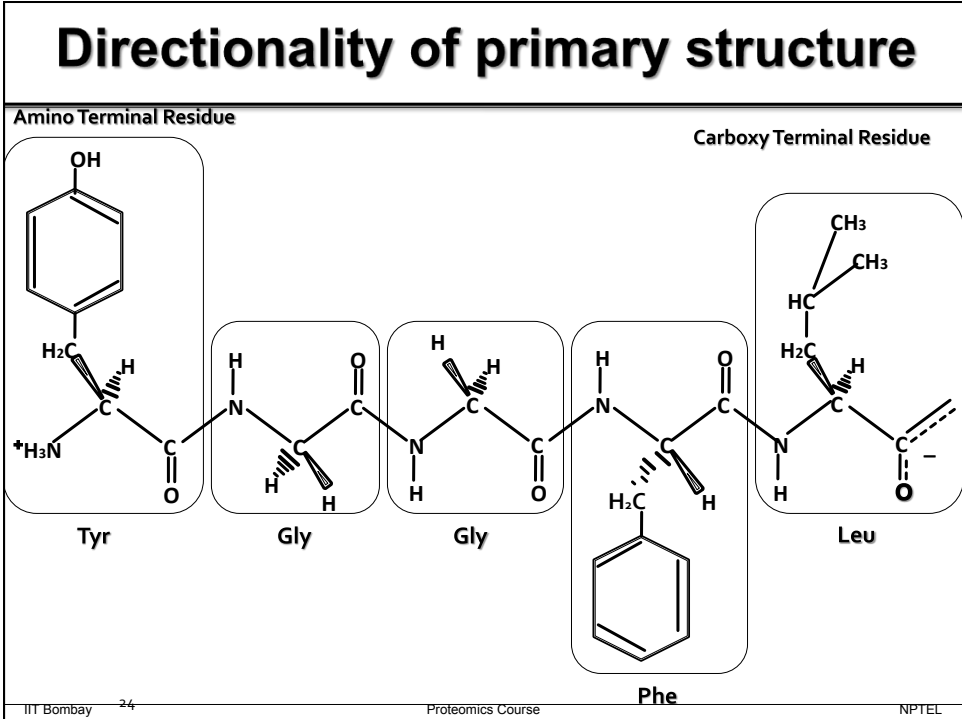 Directionality of primary structure
Amino Terminal Residue
Carboxy Terminal Residue
OH
CH₃
CH₃
HC
H₂C
H
C
⁺H₃N
C
O
H
N
C
H
H
C
O
H
H
C
N
H
C
O
H
N
C
H₂C
H
C
O
H₂C
H
C
N
H
C
–
O
Tyr
Gly
Gly
Leu
Phe
IIT Bombay 24 Proteomics Course NPTEL